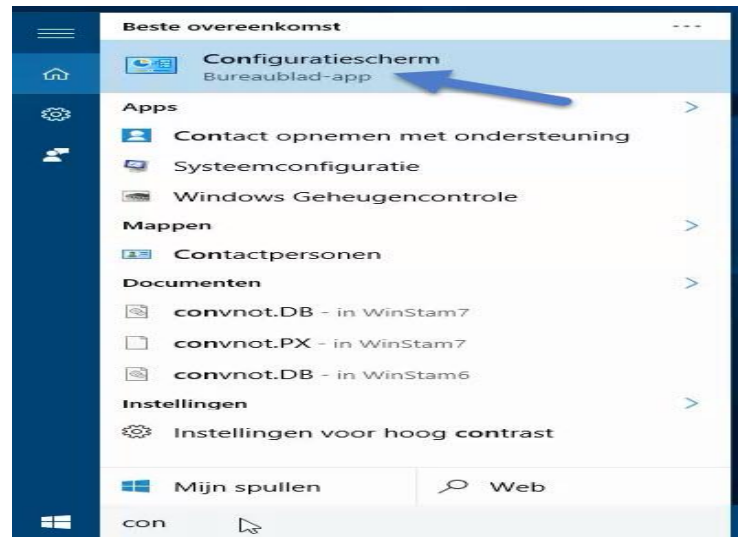 Beste overeenkomst
Configuratiescherm
Bureaublad-app
Apps
Contact opnemen met ondersteuning
Systeemconfiguratie
Windows Geheugencontrole
Mappen
Contactpersonen
Documenten
convnot.DB - in WinStam7
convnot.PX - in WinStam7
convnot.DB - in WinStam6
Instellingen
Instellingen voor hoog contrast
Mijn spullen
Web
con